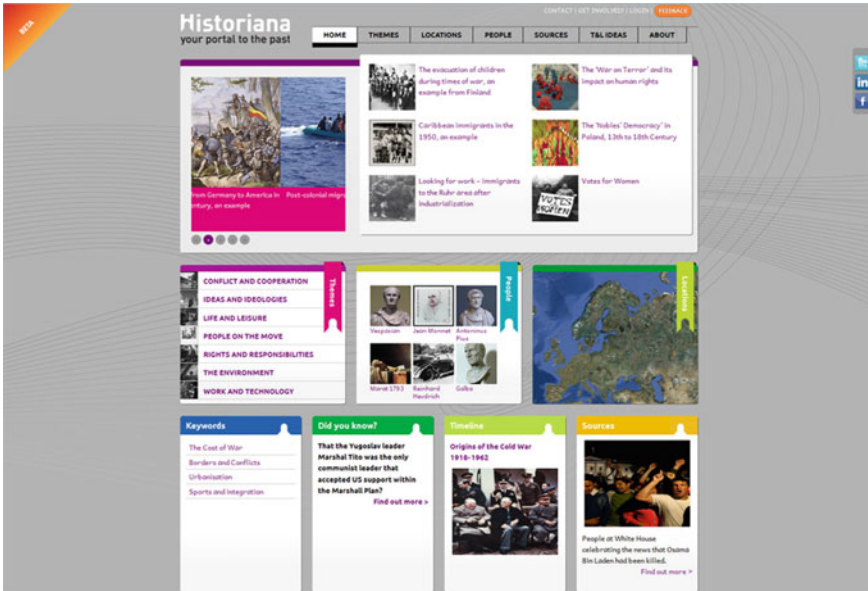 BETA
Historiana
your portal to the past
CONTACT | GET INVOLVED! | LOGIN | FEEDBACK
HOME
THEMES
LOCATIONS
PEOPLE
SOURCES
T&L IDEAS
ABOUT
from Germany to America in
century, an example
Post-colonial migra
The evacuation of children
during times of war, an
example from Finland
The 'War on Terror' and its
impact on human rights
Caribbean immigrants in the
1950, an example
The 'Nobles' Democracy' in
Poland, 13th to 18th Century
Looking for work – immigrants
to the Ruhr area after
industrialization
Votes for Women
VOTES
WOMEN
in
f
CONFLICT AND COOPERATION
IDEAS AND IDEOLOGIES
LIFE AND LEISURE
PEOPLE ON THE MOVE
RIGHTS AND RESPONSIBILITIES
THE ENVIRONMENT
WORK AND TECHNOLOGY
Themes
Vespasian
Jean Monnet
Antoninus
Pius
Marat 1793
Reinhard
Heydrich
Galba
People
Locations
Keywords
The Cost of War
Borders and Conflicts
Urbanisation
Sports and integration
Did you know?
That the Yugoslav leader
Marshal Tito was the only
communist leader that
accepted US support within
the Marshall Plan?
Find out more >
Timeline
Origins of the Cold War
1918-1962
Sources
People at White House
celebrating the news that Osama
Bin Laden had been killed.
Find out more >